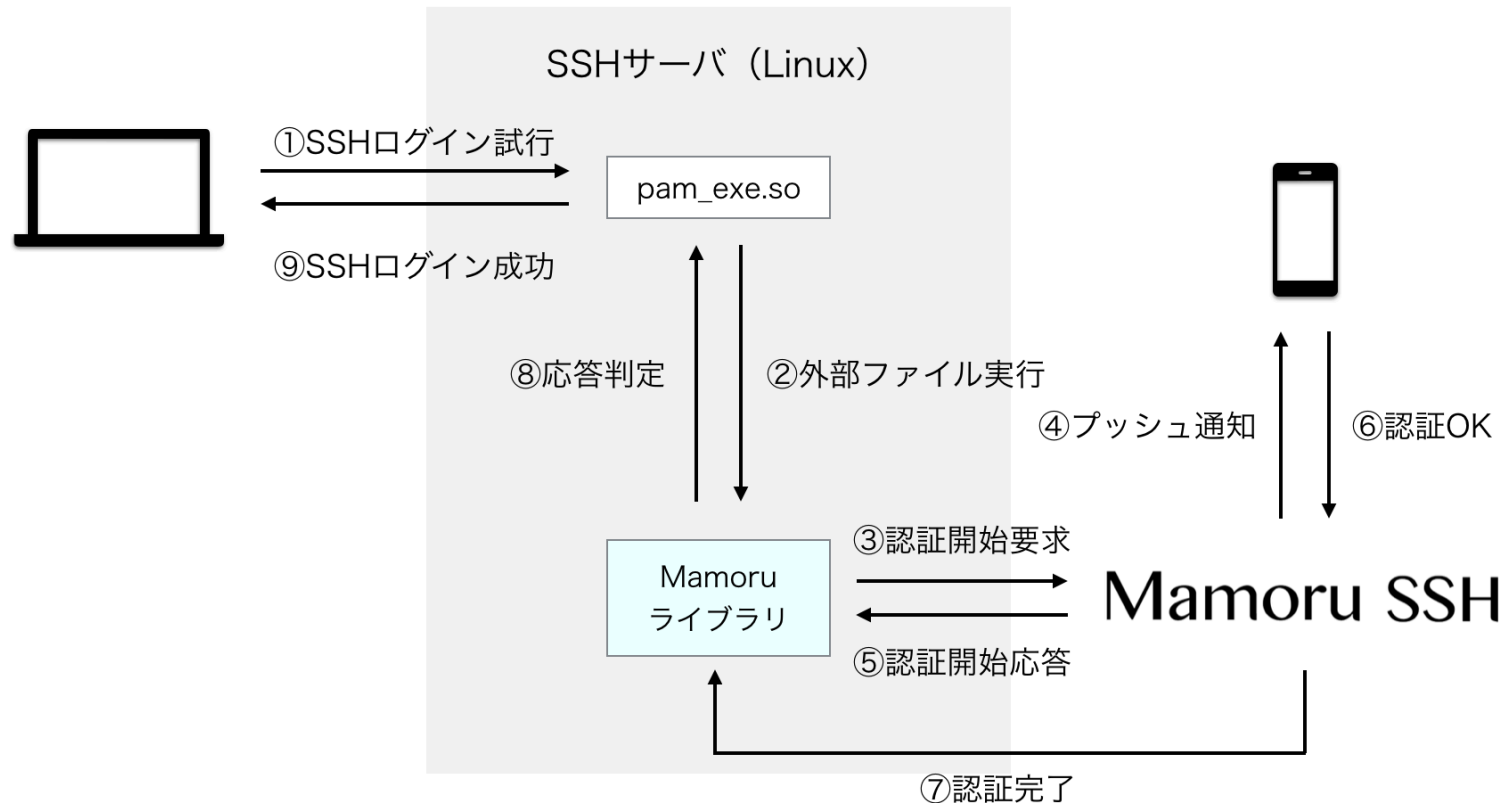 SSHサーバ（Linux）
①SSHログイン試行
pam_exe.so
⑨SSHログイン成功
⑧応答判定
②外部ファイル実行
④プッシュ通知
⑥認証OK
③認証開始要求
Mamoru
ライブラリ
Mamoru SSH
⑤認証開始応答
⑦認証完了